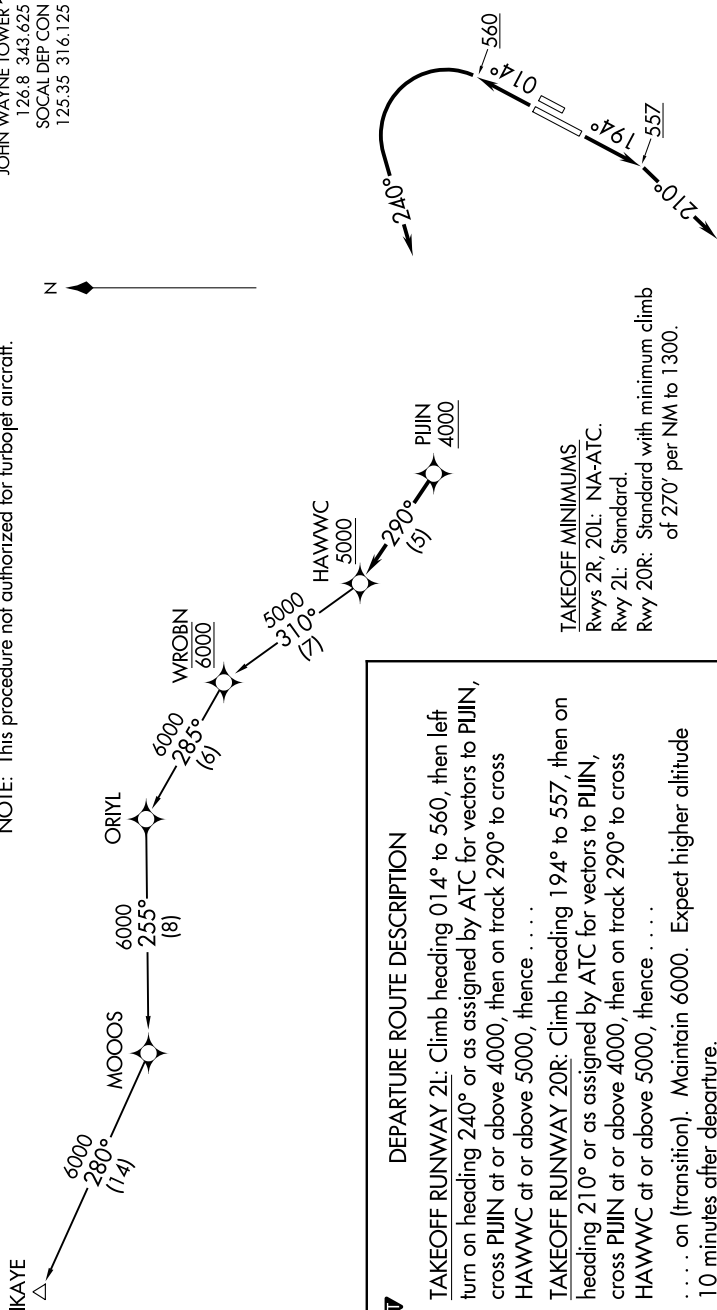 JOHN WAYNE TOWER
126.8 343.625
SOCAL DEP CON
125.35 316.125
NOTE: This procedure not authorized for turbojet aircraft.
N
560
014°
240°
194°
557
210°
PIJIN
4000
290°
(5)
HAWWC
5000
5000
310°
(7)
WROBN
6000
6000
285°
(6)
ORIYL
6000
255°
(8)
MOOOS
6000
280°
(14)
IKAYE
TAKEOFF MINIMUMS
Rwys 2R, 20L: NA-ATC.
Rwy 2L: Standard.
Rwy 20R: Standard with minimum climb
of 270' per NM to 1300.
DEPARTURE ROUTE DESCRIPTION
TAKEOFF RUNWAY 2L: Climb heading 014° to 560, then left
turn on heading 240° or as assigned by ATC for vectors to PIJIN,
cross PIJIN at or above 4000, then on track 290° to cross
HAWWC at or above 5000, thence . . . .
TAKEOFF RUNWAY 20R: Climb heading 194° to 557, then on
heading 210° or as assigned by ATC for vectors to PIJIN,
cross PIJIN at or above 4000, then on track 290° to cross
HAWWC at or above 5000, thence . . . .
. . . . on (transition). Maintain 6000. Expect higher altitude
10 minutes after departure.